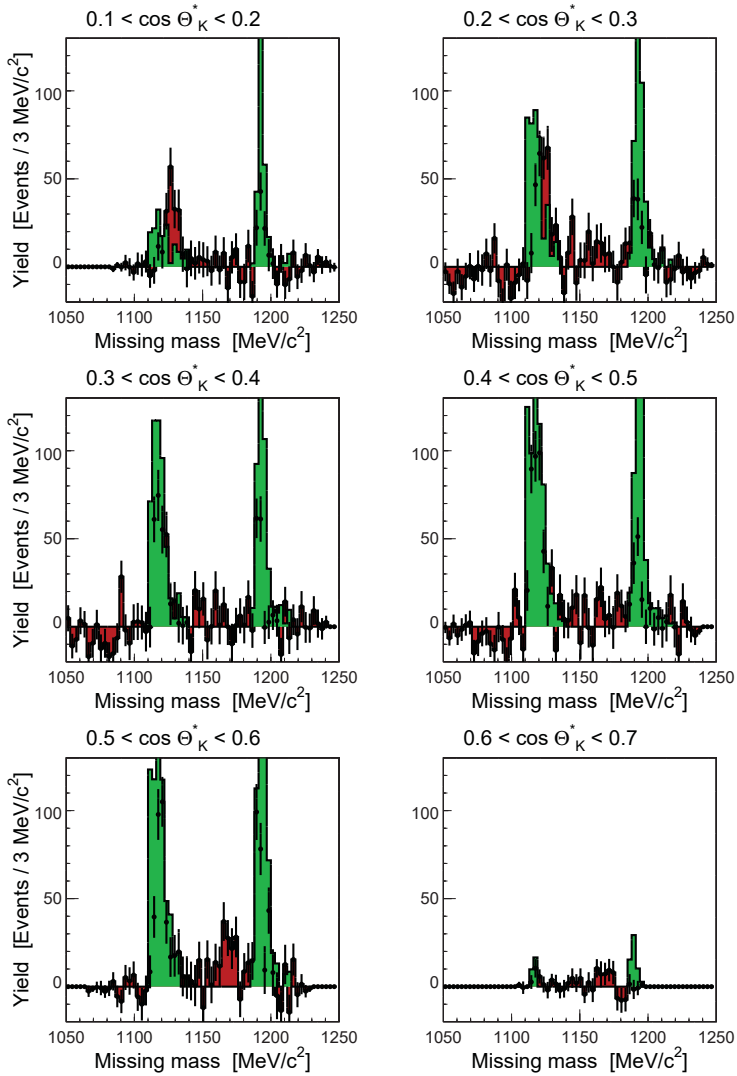 0.1 < cos Θ*K < 0.2
0.2 < cos Θ*K < 0.3
Yield [Events / 3 MeV/c2]
100
50
0
100
50
0
1050 1100 1150 1200 1250
1050 1100 1150 1200 1250
Missing mass [MeV/c2]
Missing mass [MeV/c2]
0.3 < cos Θ*K < 0.4
0.4 < cos Θ*K < 0.5
Yield [Events / 3 MeV/c2]
100
50
0
100
50
0
1050 1100 1150 1200 1250
1050 1100 1150 1200 1250
Missing mass [MeV/c2]
Missing mass [MeV/c2]
0.5 < cos Θ*K < 0.6
0.6 < cos Θ*K < 0.7
Yield [Events / 3 MeV/c2]
100
50
0
100
50
0
1050 1100 1150 1200 1250
1050 1100 1150 1200 1250
Missing mass [MeV/c2]
Missing mass [MeV/c2]